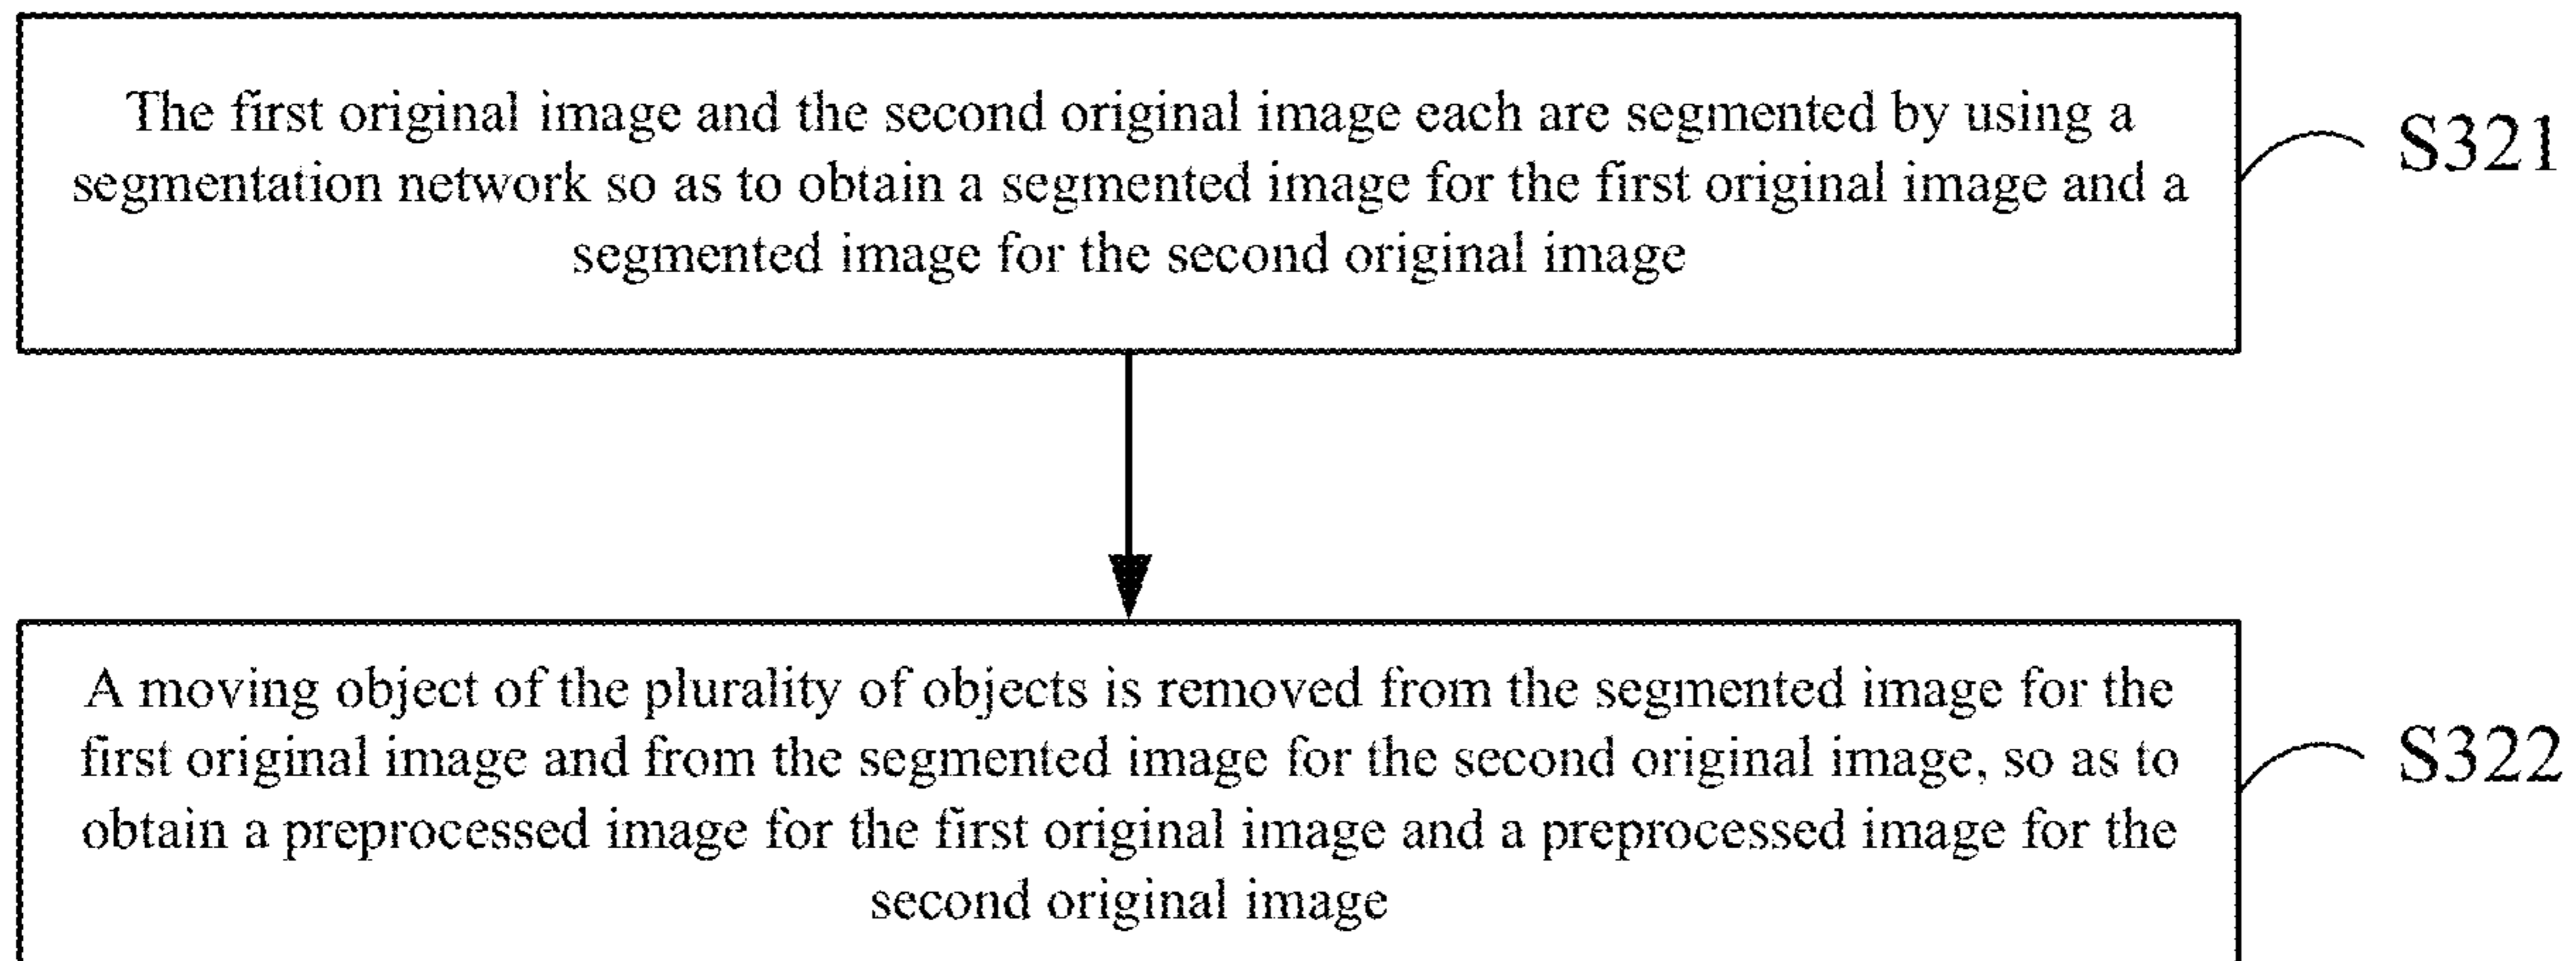 The first original image and the second original image each are segmented by using a
segmentation network so as to obtain a segmented image for the first original image and a
segmented image for the second original image
S321
A moving object of the plurality of objects is removed from the segmented image for the
first original image and from the segmented image for the second original image, so as to
obtain a preprocessed image for the first original image and a preprocessed image for the
second original image
S322